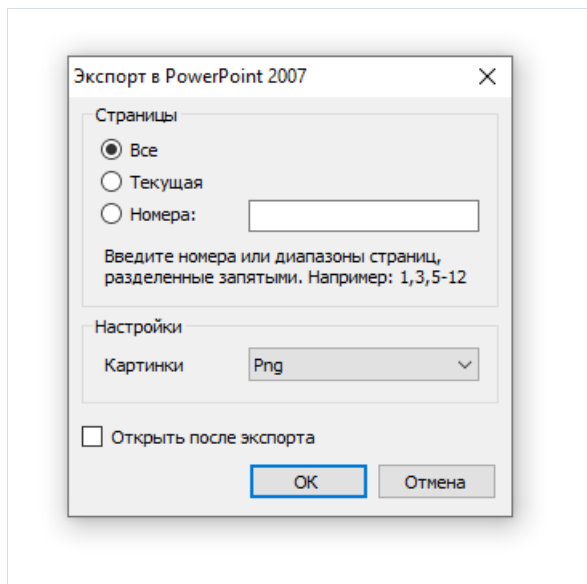 Экспорт в PowerPoint 2007
Страницы
Все
Текущая
Номера:
Введите номера или диапазоны страниц,
разделенные запятыми. Например: 1,3,5-12
Настройки
Картинки Png
Открыть после экспорта
OK Отмена